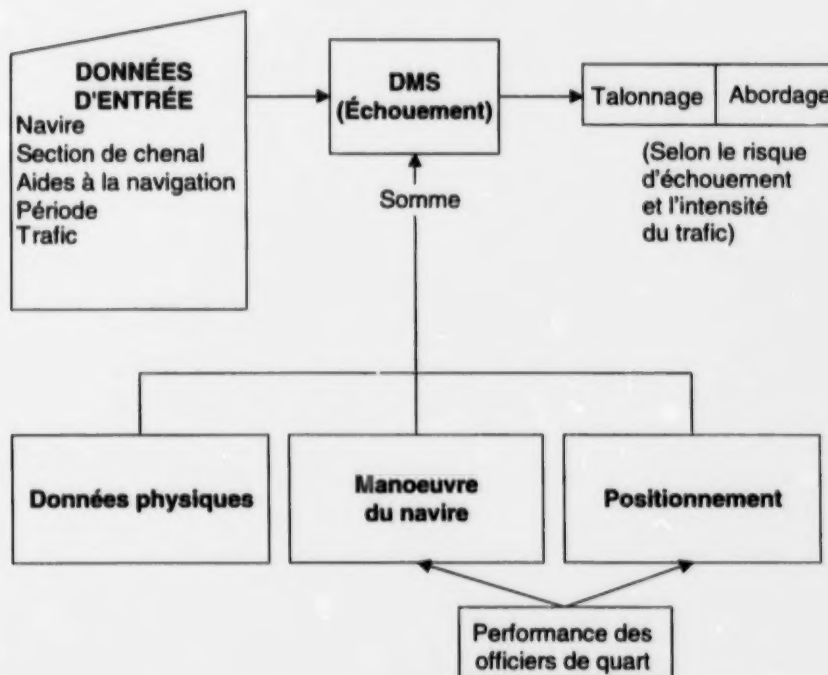 DONNÉES
D'ENTRÉE
Navire
Section de chenal
Aides à la navigation
Période
Trafic
DMS
(Échouement)
Talonnage
Abordage
(Selon le risque
d'échouement
et l'intensité
du trafic)
Somme
Données physiques
Manoeuvre
du navire
Positionnement
Performance des
officiers de quart